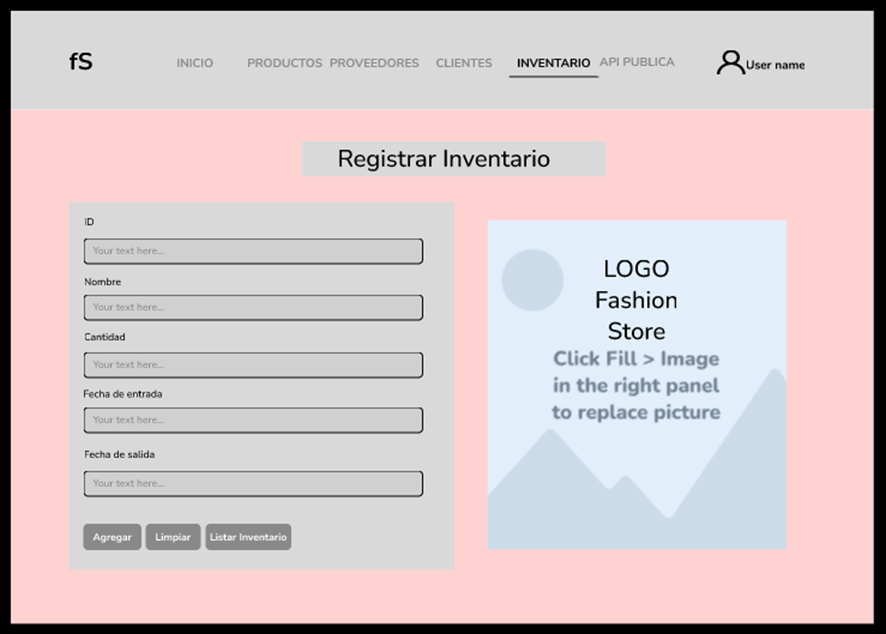 fS
INICIO PRODUCTOS PROVEEDORES CLIENTES INVENTARIO API PUBLICA User name
Registrar Inventario
ID
Your text here...
Nombre
Your text here...
Cantidad
Your text here...
Fecha de entrada
Your text here...
Fecha de salida
Your text here...
Agregar Limpiar Listar Inventario
LOGO
Fashion
Store
Click Fill > Image
in the right panel
to replace picture